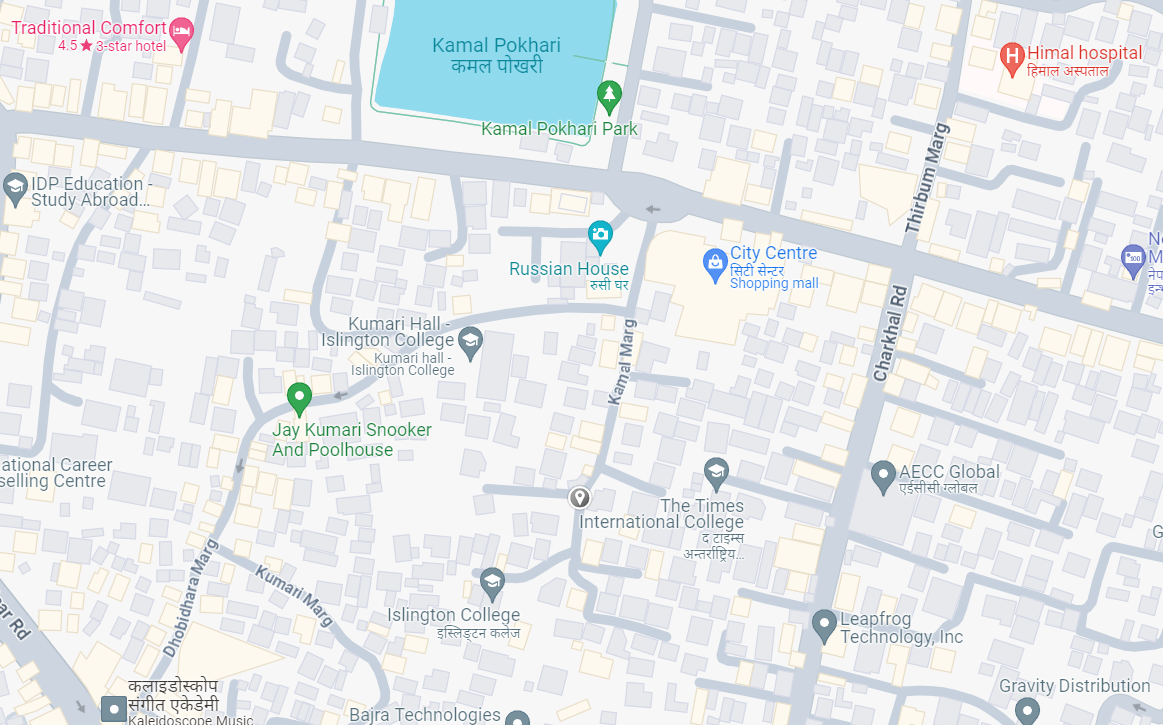 Traditional Comfort
4.5★ 3-star hotel
Kamal Pokhari
कमल पोखरी
Himal hospital
हिमाल अस्पताल
Kamal Pokhari Park
Thirbum Marg
IDP Education -
Study Abroad...
City Centre
सिटी सेन्टर
Shopping mall
Russian House
रुसी घर
Charkhal Rd
Kumari Hall -
Islington College
Kumari hall -
Islington College
Kamal Marg
Jay Kumari Snooker
And Poolhouse
ational Career
selling Centre
AECC Global
एईसीसी ग्लोबल
The Times
International College
द टाइम्स
अन्तर्राष्ट्रिय...
Dhobidhara Marg
Kumari Marg
Islington College
इस्लिङ्टन कलेज
Leapfrog
Technology, Inc
ar Rd
कलाइडोस्कोप
संगीत एकेडेमी
Kaleidoscope Music
Bajra Technologies
Gravity Distribution